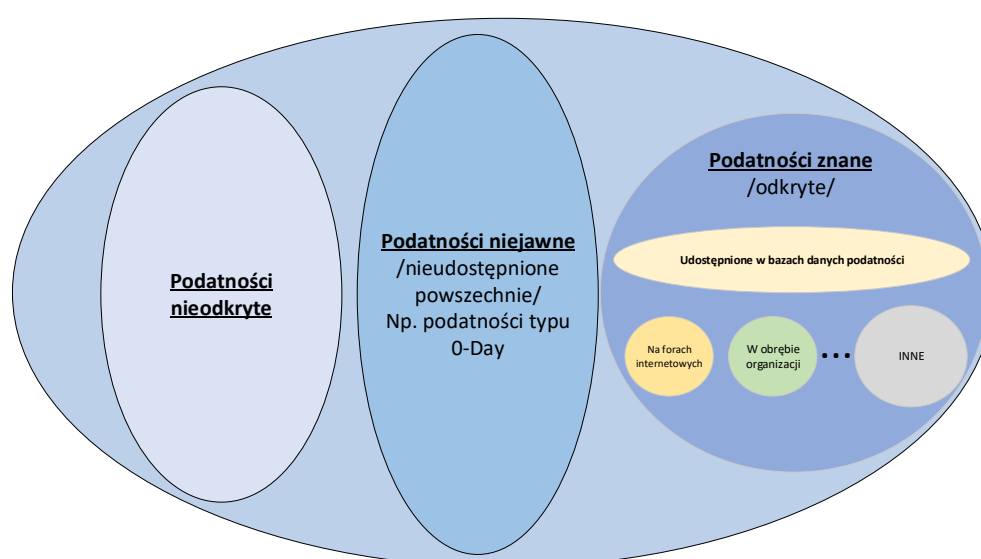 Podatności
nieodkryte
Podatności niejawne
/nieudostępnione
powszechnie/
Np. podatności typu
0-Day
Podatności znane
/odkryte/
Udostępnione w bazach danych podatności
Na forach
internetowych
W obrębie
organizacji
...
INNE